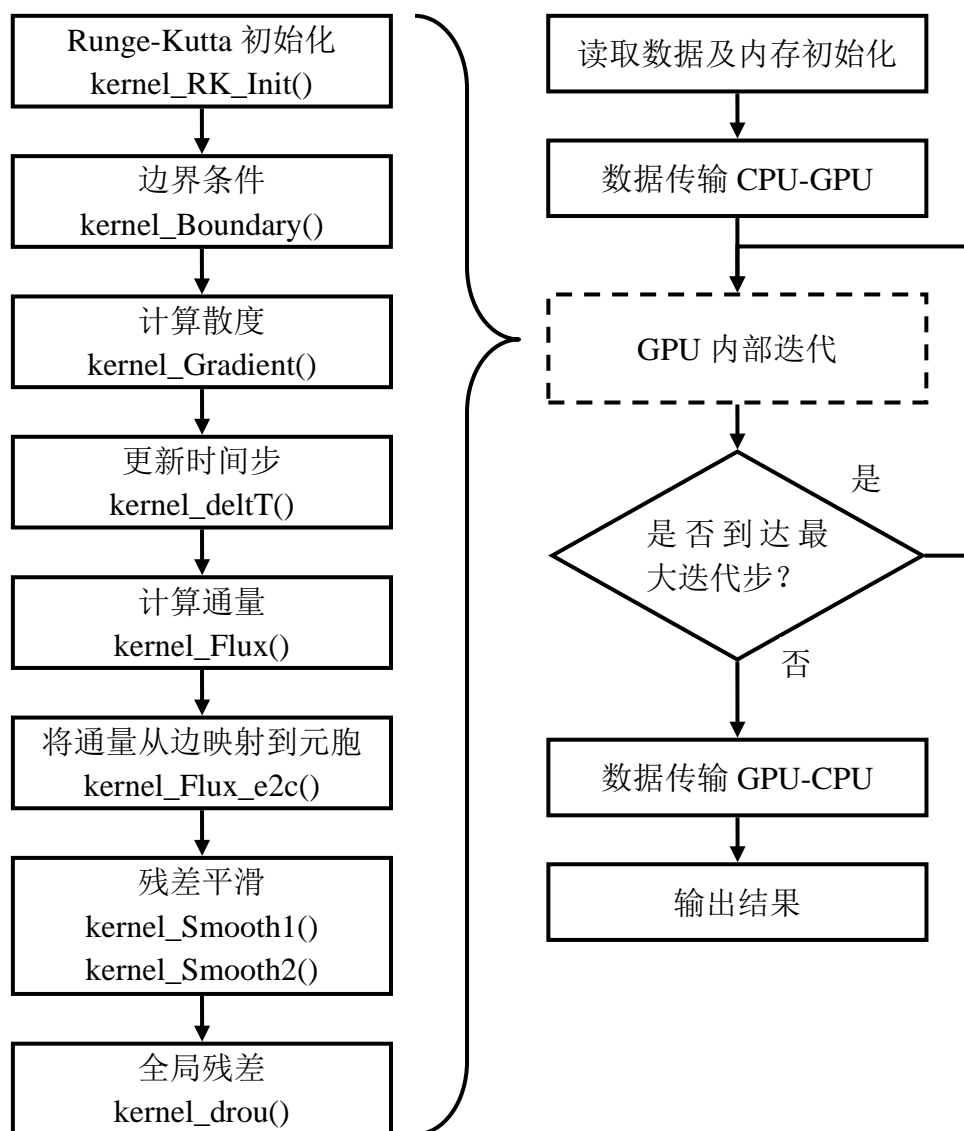 Runge-Kutta 初始化
kernel_RK_Init()
边界条件
kernel_Boundary()
计算散度
kernel_Gradient()
更新时间步
kernel_deltT()
计算通量
kernel_Flux()
将通量从边映射到元胞
kernel_Flux_e2c()
残差平滑
kernel_Smooth1()
kernel_Smooth2()
全局残差
kernel_drou()
读取数据及内存初始化
数据传输 CPU-GPU
GPU 内部迭代
是
是否到达最
大迭代步？
否
数据传输 GPU-CPU
输出结果